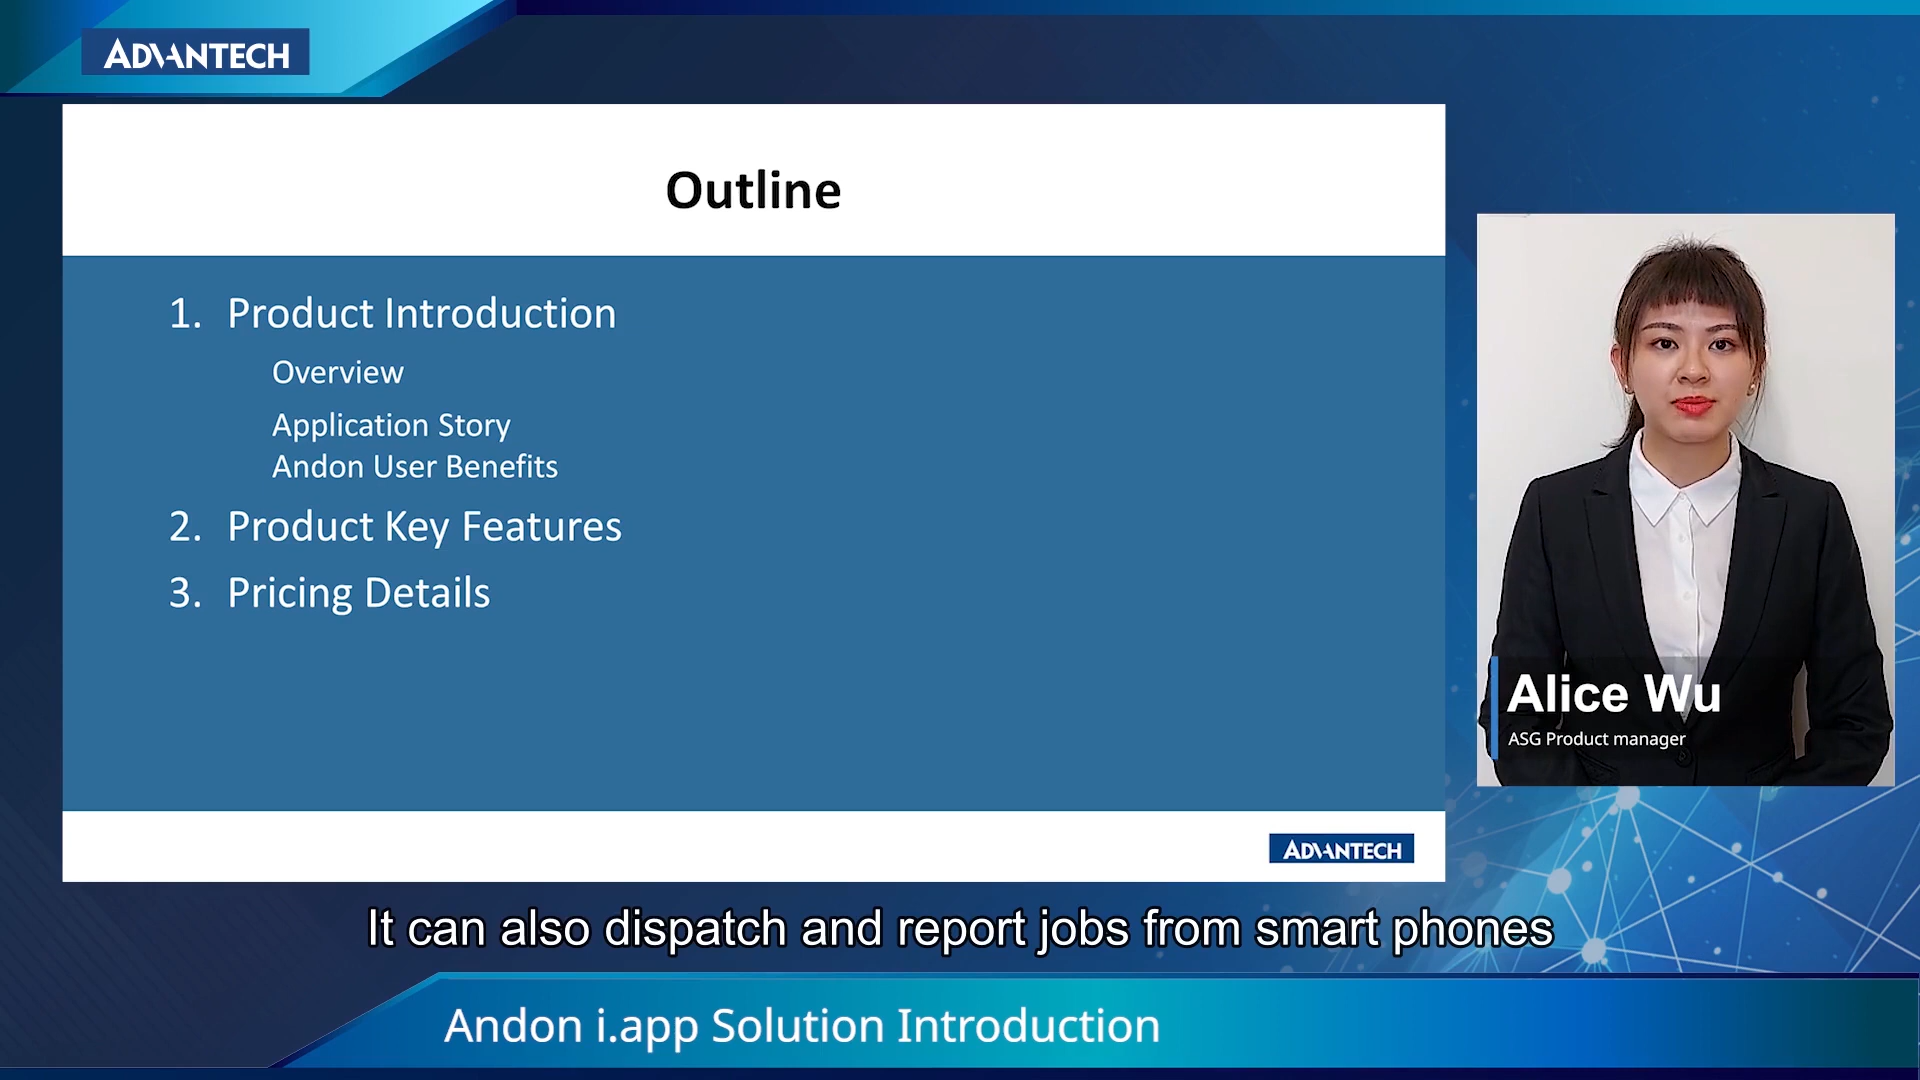 ADVANTECH
Outline
1. Product Introduction
Overview
Application Story
Andon User Benefits
2. Product Key Features
3. Pricing Details
ADVANTECH
Alice Wu
ASG Product manager
It can also dispatch and report jobs from smart phones
Andon i.app Solution Introduction